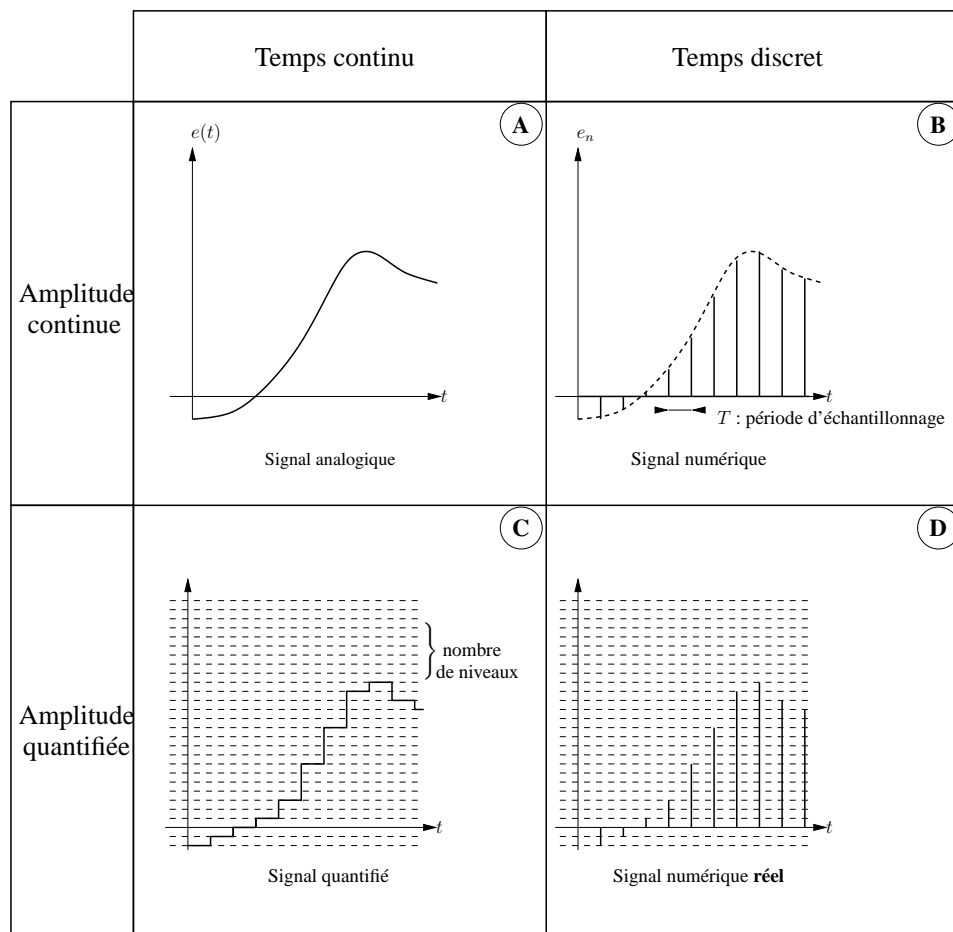 Temps continu
Temps discret
Amplitude
continue
A
e(t)
t
Signal analogique
B
e_n
t
T : période d'échantillonnage
Signal numérique
Amplitude
quantifiée
C
nombre
de niveaux
t
Signal quantifié
D
t
Signal numérique réel